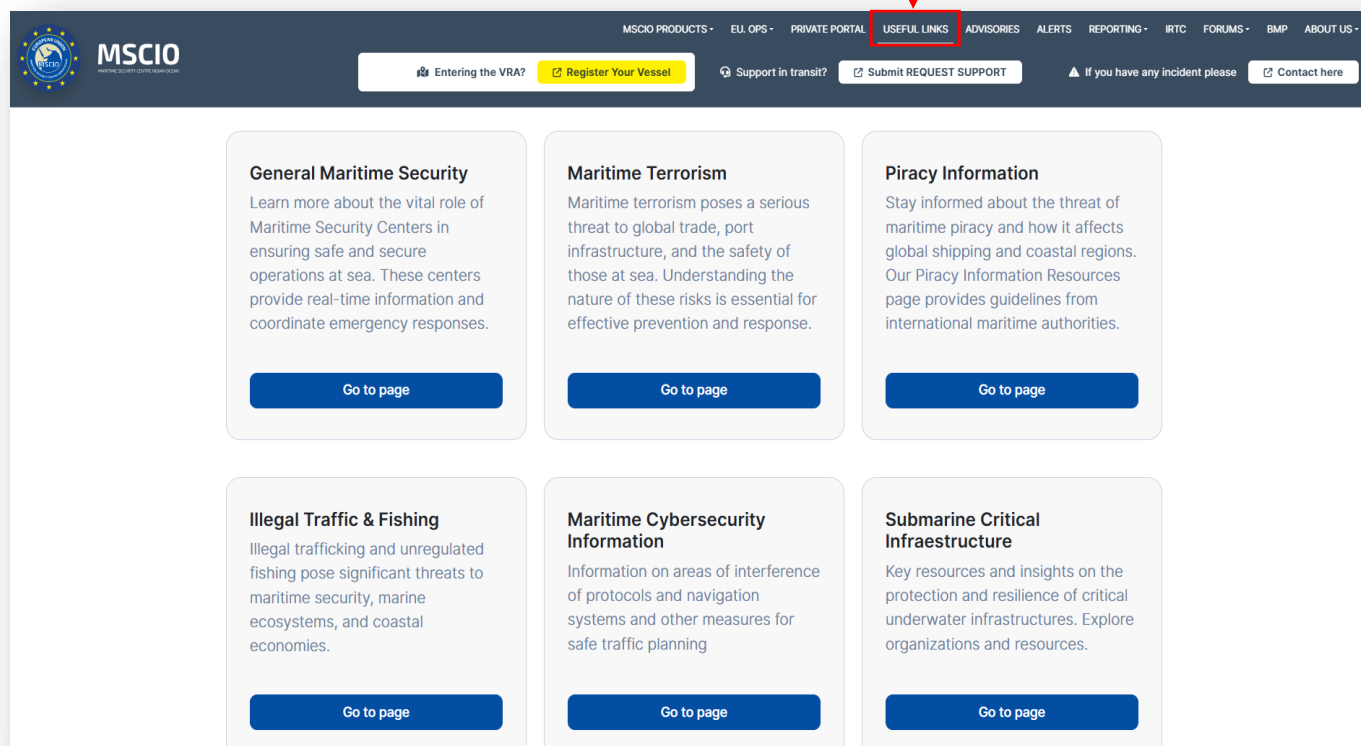 MSCIO PRODUCTS EU. OPS PRIVATE PORTAL USEFUL LINKS ADVISORIES ALERTS REPORTING IRTC FORUMS BMP ABOUT US
EUROPEAN UNION
MSCIO
MSCIO
MARITIME SECURITY CENTRE INDIAN OCEAN
Entering the VRA? Register Your Vessel Support in transit? Submit REQUEST SUPPORT If you have any incident please Contact here
General Maritime Security
Learn more about the vital role of
Maritime Security Centers in
ensuring safe and secure
operations at sea. These centers
provide real-time information and
coordinate emergency responses.
Go to page
Maritime Terrorism
Maritime terrorism poses a serious
threat to global trade, port
infrastructure, and the safety of
those at sea. Understanding the
nature of these risks is essential for
effective prevention and response.
Go to page
Piracy Information
Stay informed about the threat of
maritime piracy and how it affects
global shipping and coastal regions.
Our Piracy Information Resources
page provides guidelines from
international maritime authorities.
Go to page
Illegal Traffic & Fishing
Illegal trafficking and unregulated
fishing pose significant threats to
maritime security, marine
ecosystems, and coastal
economies.
Go to page
Maritime Cybersecurity
Information
Information on areas of interference
of protocols and navigation
systems and other measures for
safe traffic planning
Go to page
Submarine Critical
Infraestructure
Key resources and insights on the
protection and resilience of critical
underwater infrastructures. Explore
organizations and resources.
Go to page